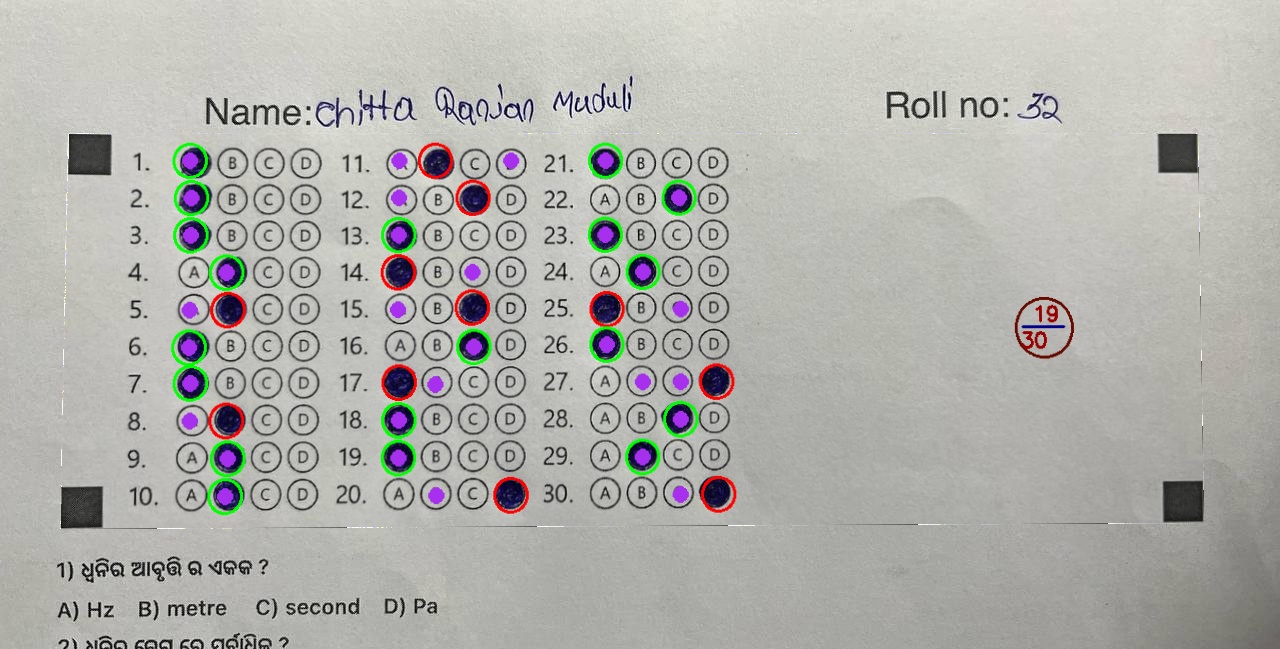 Name: Chitta Ranjan Muduli Roll no: 32
1. B C D 11. C 21. B C D
2. B C D 12. B D 22. A B D
3. B C D 13. B C D 23. B C D
4. A C D 14. B D 24. A C D
5. C D 15. B D 25. B D
6. B C D 16. A B D 26. B C D
7. B C D 17. C D 27. A
8. C D 18. B C D 28. A B D
9. A C D 19. B C D 29. A C D
10. A C D 20. A C 30. A B
19
30
1) ଧ୍ୱନିର ଆବୃତ୍ତି ର ଏକକ ?
A) Hz B) metre C) second D) Pa
2)